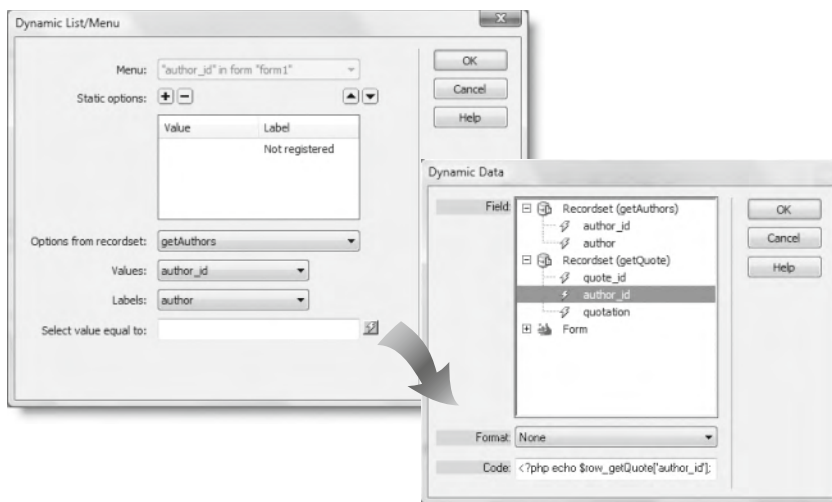 Dynamic List/Menu
Menu: "author_id" in form "form1"
Static options:
Value Label
Not registered
Options from recordset: getAuthors
Values: author_id
Labels: author
Select value equal to:
OK
Cancel
Help
Dynamic Data
Field:
Recordset (getAuthors)
author_id
author
Recordset (getQuote)
quote_id
author_id
quotation
Form
Format: None
Code: <?php echo $row_getQuote['author_id'];
OK
Cancel
Help